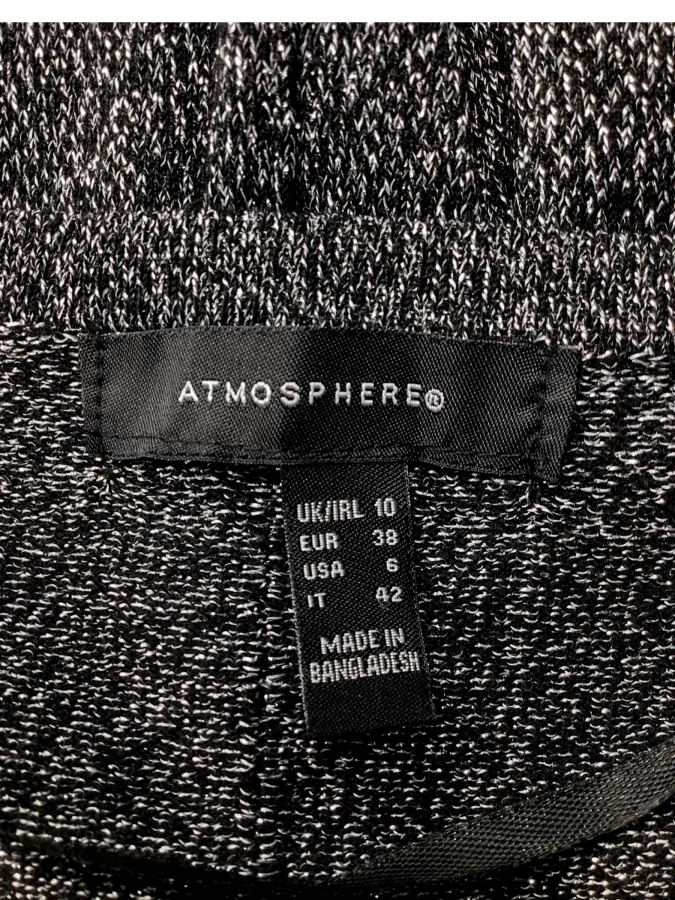 ATMOSPHERE®
UK/IRL 10
EUR 38
USA 6
IT 42
MADE IN
BANGLADESH